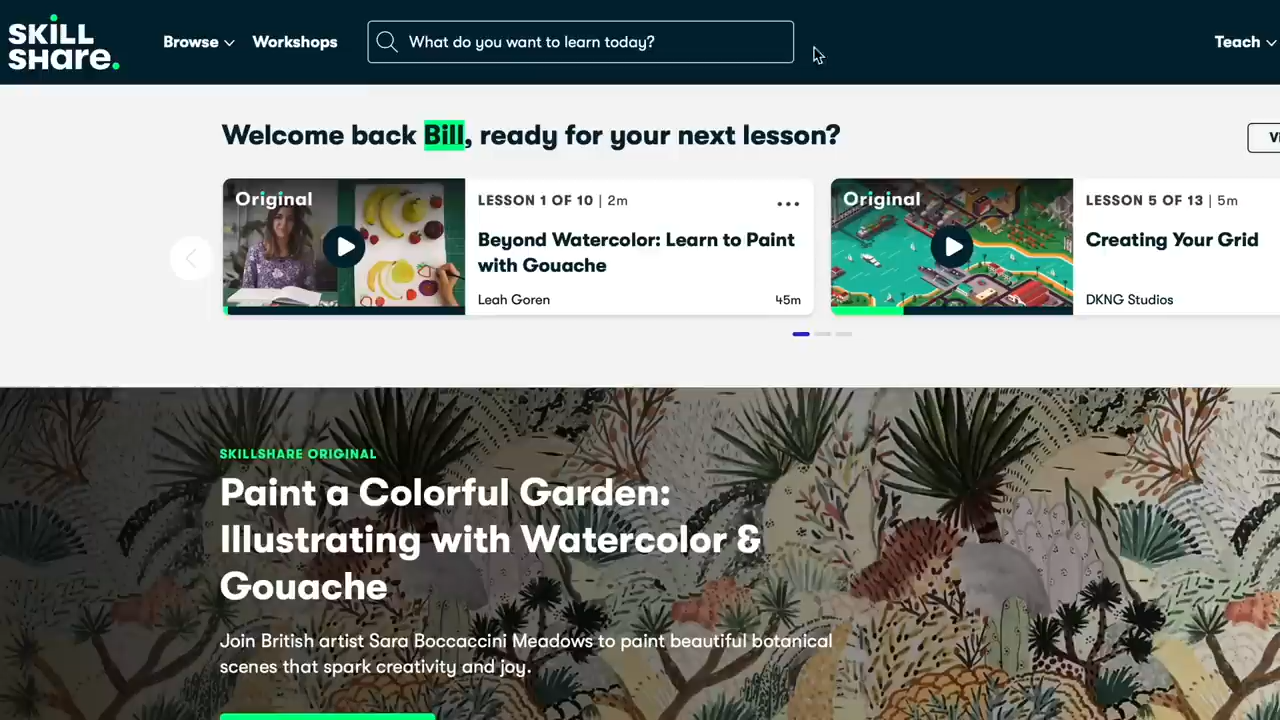 SKILL
SHARE.
Browse
Workshops
What do you want to learn today?
Teach
Welcome back Bill, ready for your next lesson?
Original
LESSON 1 OF 10 | 2m
Beyond Watercolor: Learn to Paint
with Gouache
Leah Goren
45m
Original
LESSON 5 OF 13 | 5m
Creating Your Grid
DKNG Studios
SKILLSHARE ORIGINAL
Paint a Colorful Garden:
Illustrating with Watercolor &
Gouache
Join British artist Sara Boccaccini Meadows to paint beautiful botanical
scenes that spark creativity and joy.